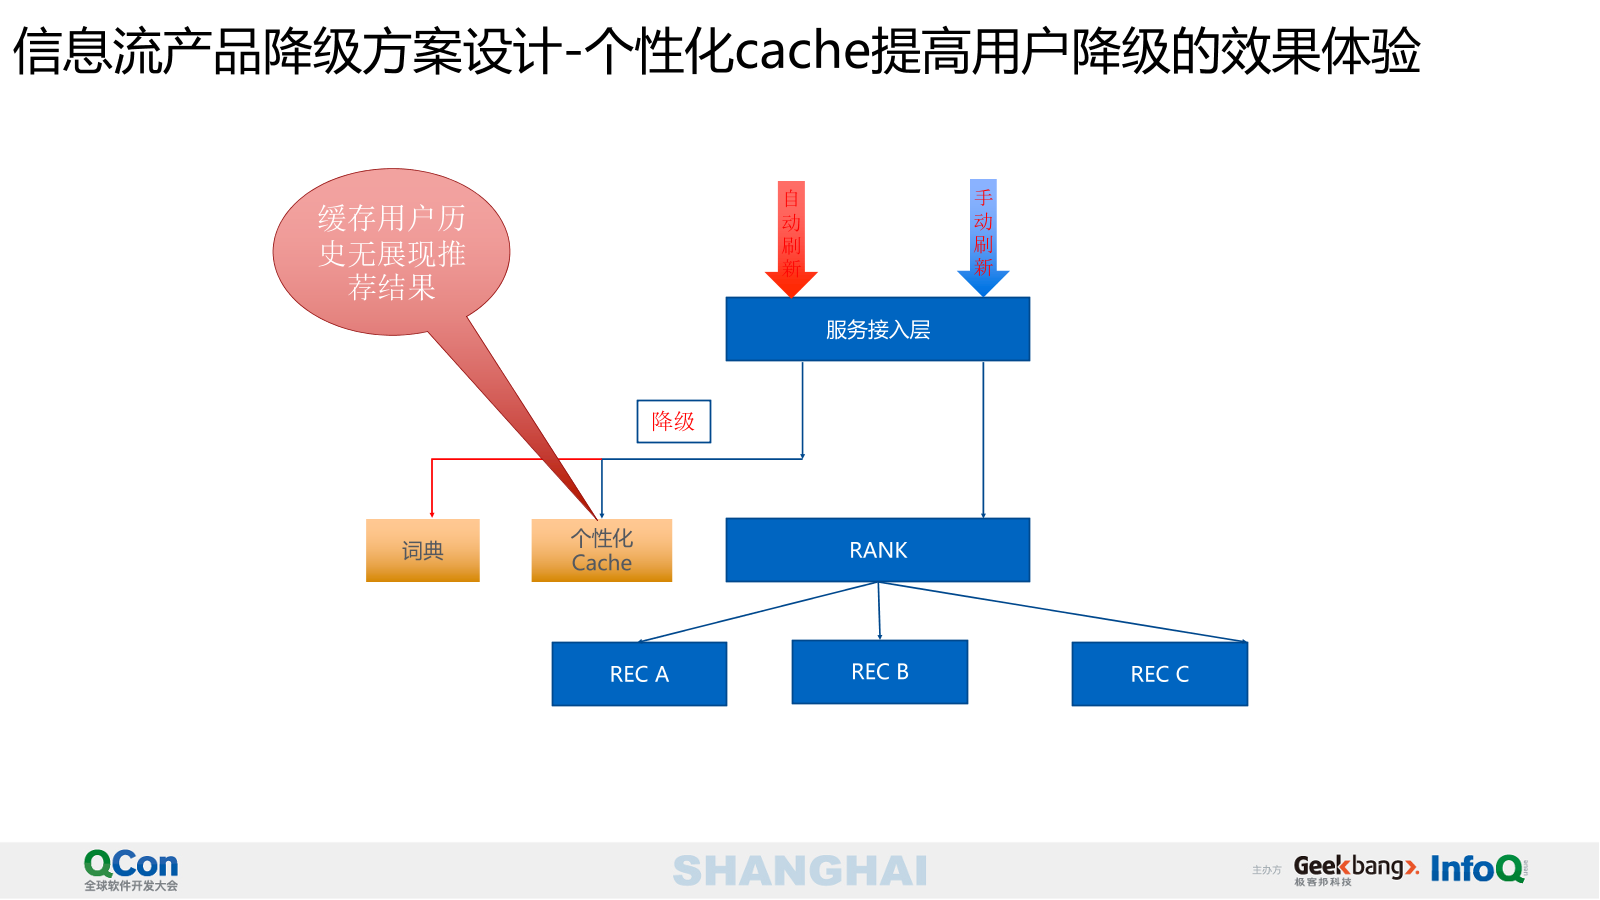 信息流产品降级方案设计-个性化cache提高用户降级的效果体验
缓存用户历
史无展现推
荐结果
自
动
刷
新
手
动
刷
新
服务接入层
降级
词典
个性化
Cache
RANK
REC A
REC B
REC C
QCon
全球软件开发大会
SHANGHAI
主办方
Geekbang
极客邦科技
InfoQ